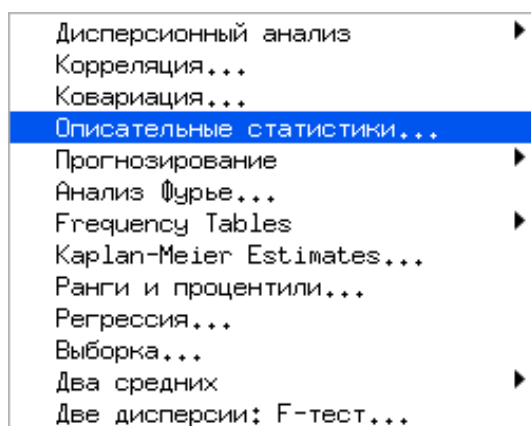 Дисперсионный анализ
Корреляция...
Ковариация...
Описательные статистики...
Прогнозирование
Анализ Фурье...
Frequency Tables
Kaplan-Meier Estimates...
Ранги и процентили...
Регрессия...
Выборка...
Два средних
Две дисперсии: F-тест...